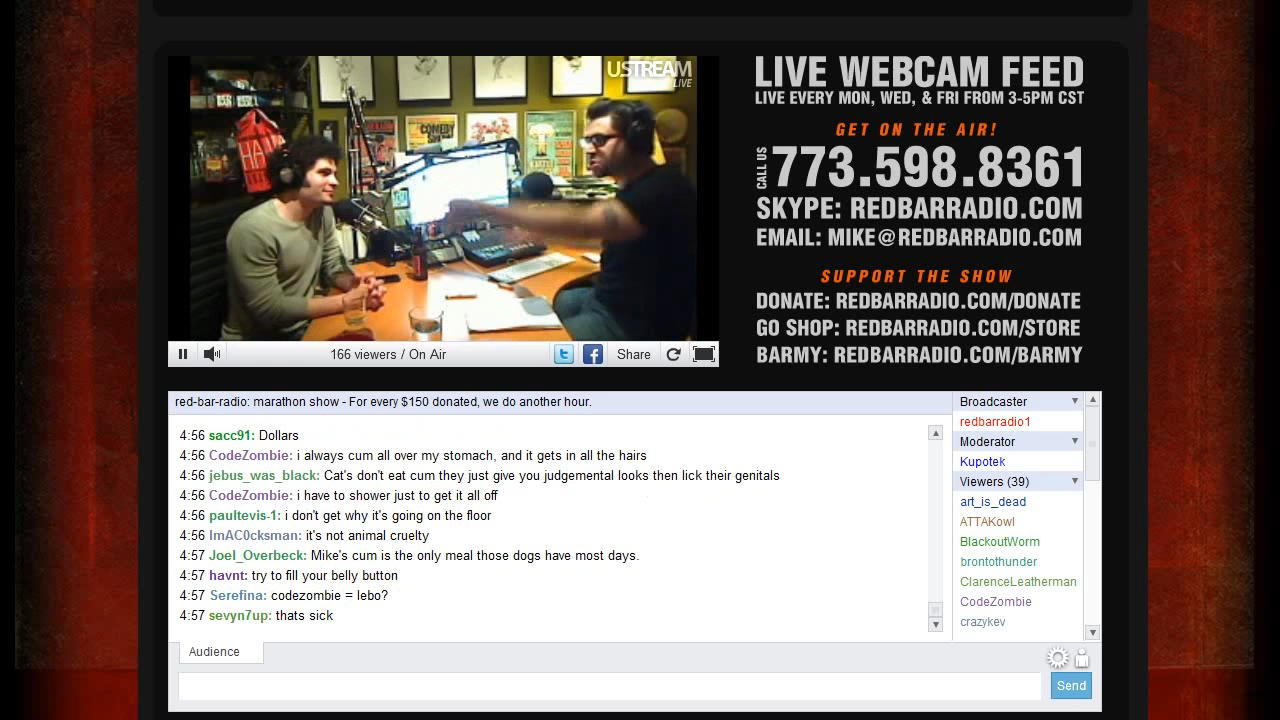 USTREAM
LIVE
HA
COMEDY
166 viewers / On Air
Share
LIVE WEBCAM FEED
LIVE EVERY MON, WED, & FRI FROM 3-5PM CST
GET ON THE AIR!
CALL US 773.598.8361
SKYPE: REDBARRADIO.COM
EMAIL: MIKE@REDBARRADIO.COM
SUPPORT THE SHOW
DONATE: REDBARRADIO.COM/DONATE
GO SHOP: REDBARRADIO.COM/STORE
BARMY: REDBARRADIO.COM/BARMY
red-bar-radio: marathon show - For every $150 donated, we do another hour.
4:56 sacc91: Dollars
4:56 CodeZombie: i always cum all over my stomach, and it gets in all the hairs
4:56 jebus_was_black: Cat's don't eat cum they just give you judgemental looks then lick their genitals
4:56 CodeZombie: i have to shower just to get it all off
4:56 paultevis-1: i don't get why it's going on the floor
4:56 ImAC0cksman: it's not animal cruelty
4:57 Joel_Overbeck: Mike's cum is the only meal those dogs have most days.
4:57 havnt: try to fill your belly button
4:57 Serefina: codezombie = lebo?
4:57 sevyn7up: thats sick
Broadcaster
redbarradio1
Moderator
Kupotek
Viewers (39)
art_is_dead
ATTAKowl
BlackoutWorm
brontothunder
ClarenceLeatherman
CodeZombie
crazykev
Audience
Send